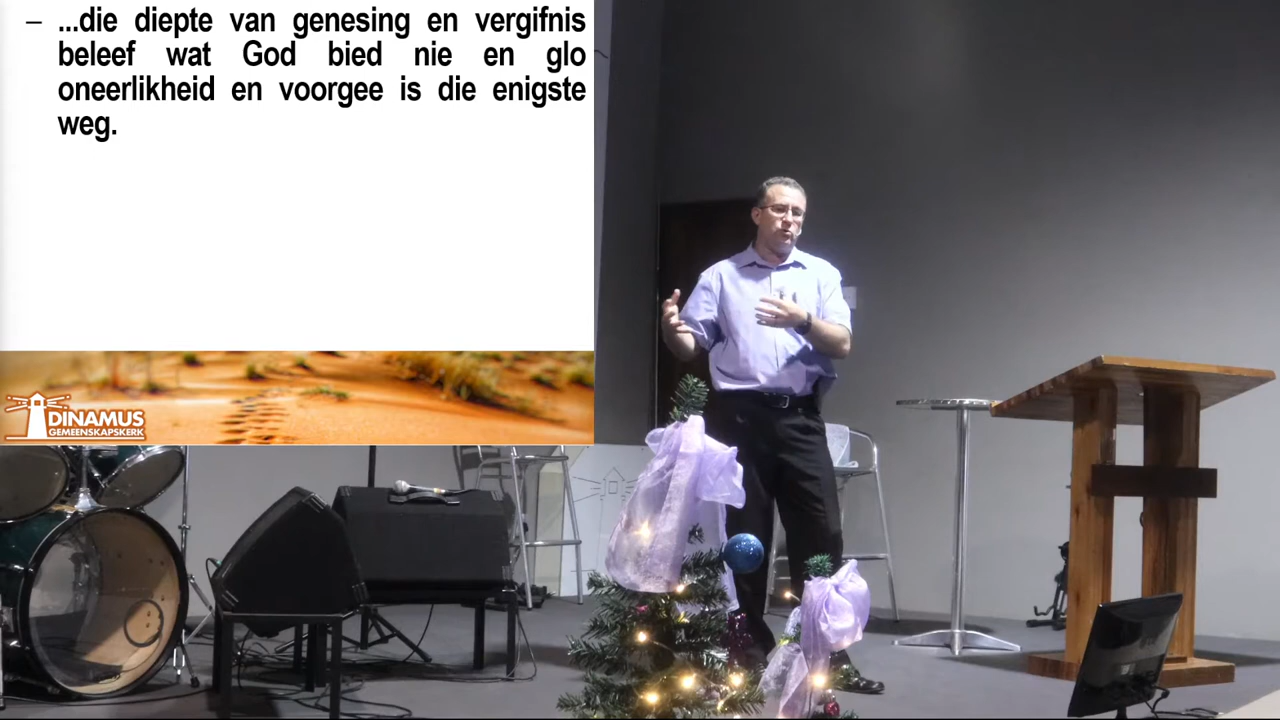 – ...die diepte van genesing en vergifnis
beleef wat God bied nie en glo
oneerlikheid en voorgee is die enigste
weg.
DINAMUS
GEMEENSKAPSKERK